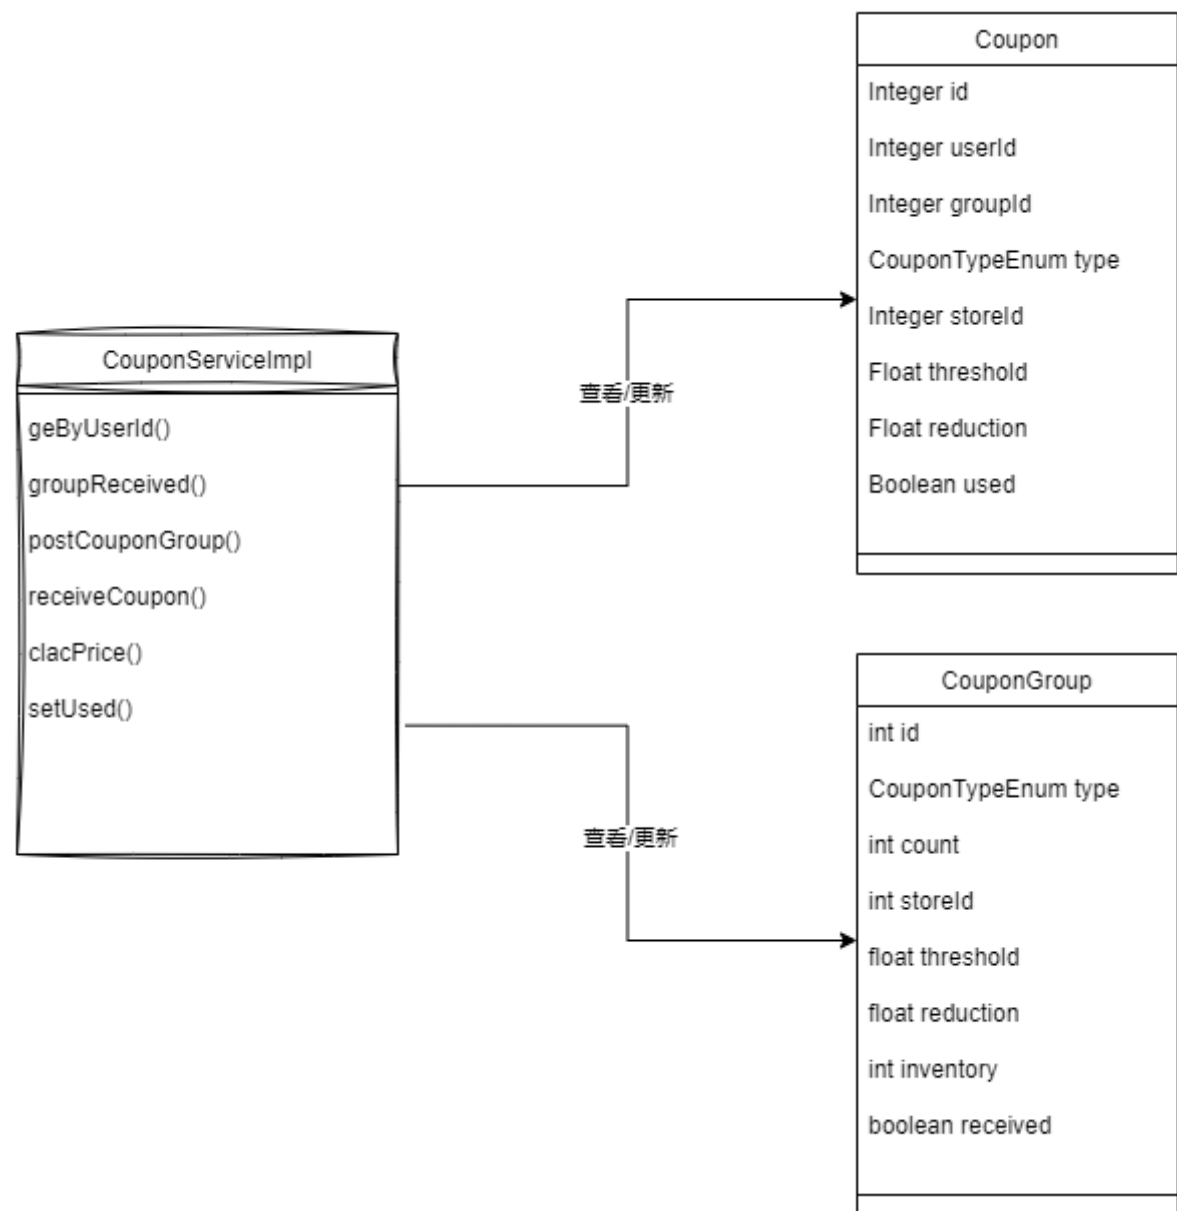 Coupon
Integer id
Integer userId
Integer groupId
CouponTypeEnum type
Integer storeId
Float threshold
Float reduction
Boolean used
CouponServiceImpl
geByUserId()
groupReceived()
postCouponGroup()
receiveCoupon()
clacPrice()
setUsed()
查看/更新
查看/更新
CouponGroup
int id
CouponTypeEnum type
int count
int storeId
float threshold
float reduction
int inventory
boolean received